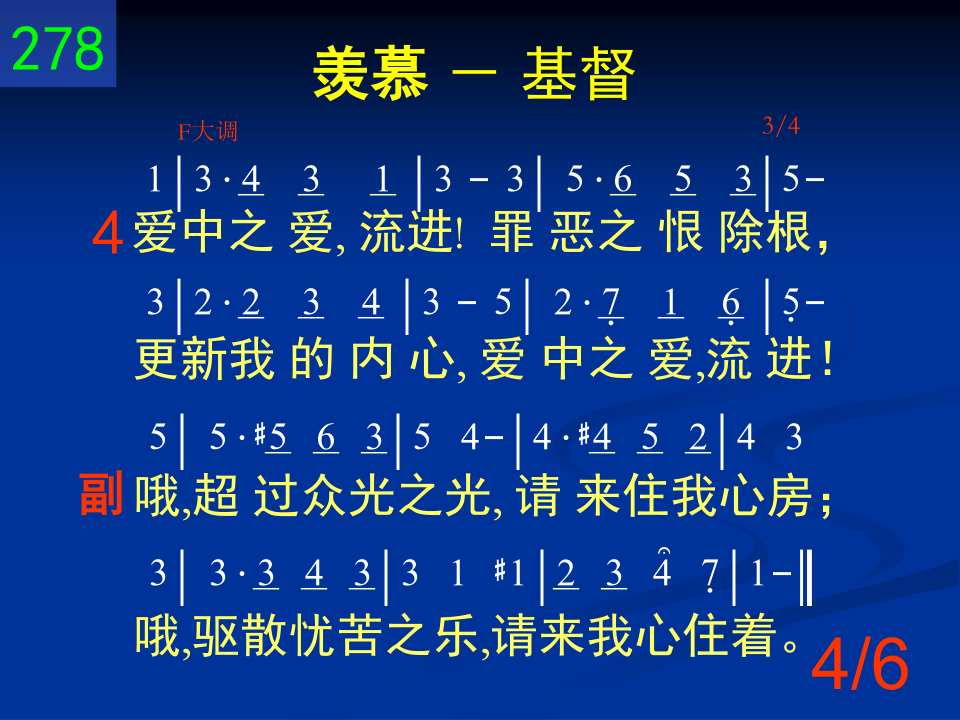 278
羡慕 － 基督
F大调 3/4
1│3·4 3 1│3 - 3│5·6 5 3│5-
4 爱中之 爱, 流进! 罪 恶之 恨 除根，
3│2·2 3 4│3 - 5│2·7̣ 1 6̣│5̣-
更新我 的 内 心, 爱 中之 爱,流 进！
5│5·#5 6 3│5 4-│4·#4 5 2│4 3
副 哦,超 过众光之光, 请 来住我心房；
3│3·3 4 3│3 1 #1│2 3 4 7̣│1-‖
哦,驱散忧苦之乐,请来我心住着。
4/6